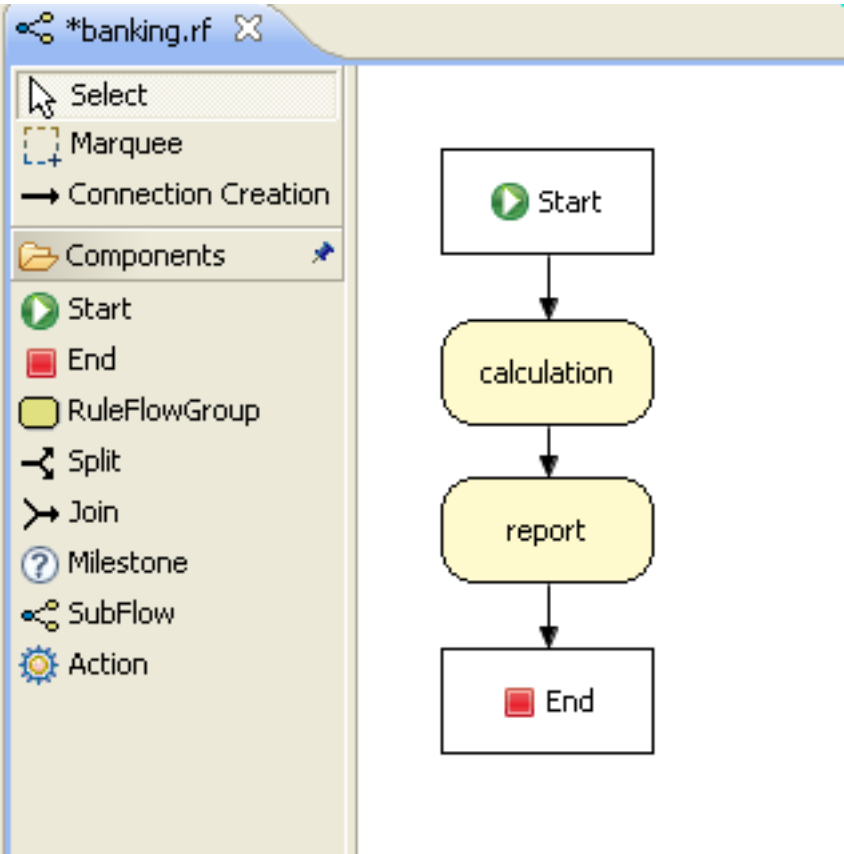 *banking.rf
Select
Marquee
Connection Creation
Components
Start
End
RuleFlowGroup
Split
Join
Milestone
SubFlow
Action
Start
calculation
report
End